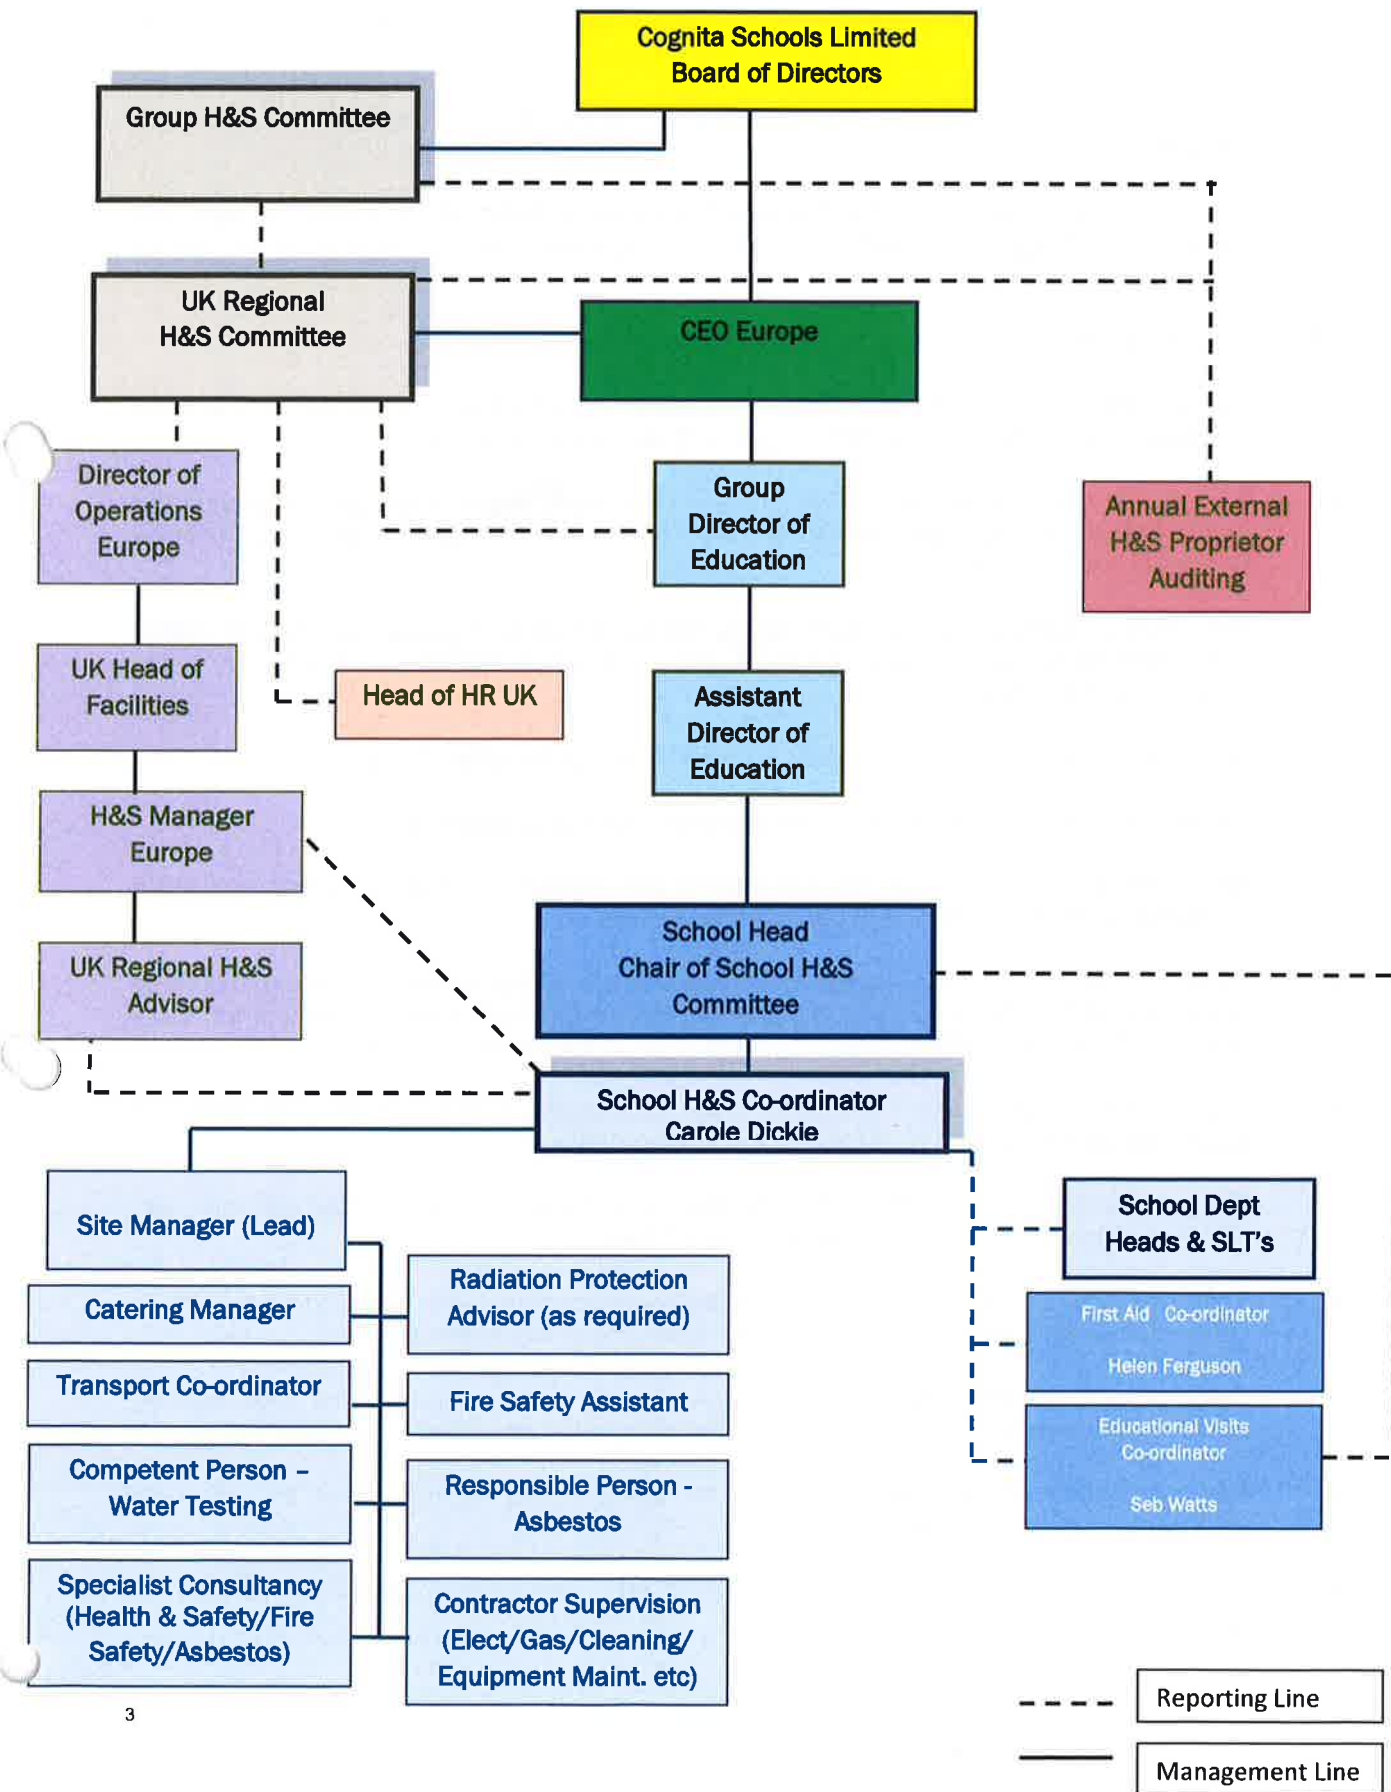 Cognita Schools Limited
Board of Directors
Group H&S Committee
UK Regional
H&S Committee
CEO Europe
Director of
Operations
Europe
Group
Director of
Education
Annual External
H&S Proprietor
Auditing
UK Head of
Facilities
Head of HR UK
Assistant
Director of
Education
H&S Manager
Europe
School Head
Chair of School H&S
Committee
UK Regional H&S
Advisor
School H&S Co-ordinator
Carole Dickie
Site Manager (Lead)
School Dept
Heads & SLT's
Radiation Protection
Advisor (as required)
Catering Manager
First Aid   Co-ordinator
Helen Ferguson
Transport Co-ordinator
Fire Safety Assistant
Educational Visits
Co-ordinator
Seb Watts
Competent Person –
Water Testing
Responsible Person -
Asbestos
Specialist Consultancy
(Health & Safety/Fire
Safety/Asbestos)
Contractor Supervision
(Elect/Gas/Cleaning/
Equipment Maint. etc)
3
Reporting Line
Management Line